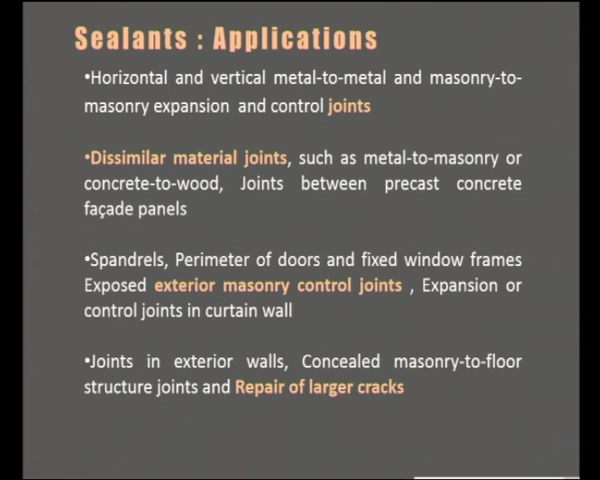 Sealants : Applications
•Horizontal and vertical metal-to-metal and masonry-to-
masonry expansion and control joints
•Dissimilar material joints, such as metal-to-masonry or
concrete-to-wood, Joints between precast concrete
façade panels
•Spandrels, Perimeter of doors and fixed window frames
Exposed exterior masonry control joints , Expansion or
control joints in curtain wall
•Joints in exterior walls, Concealed masonry-to-floor
structure joints and Repair of larger cracks